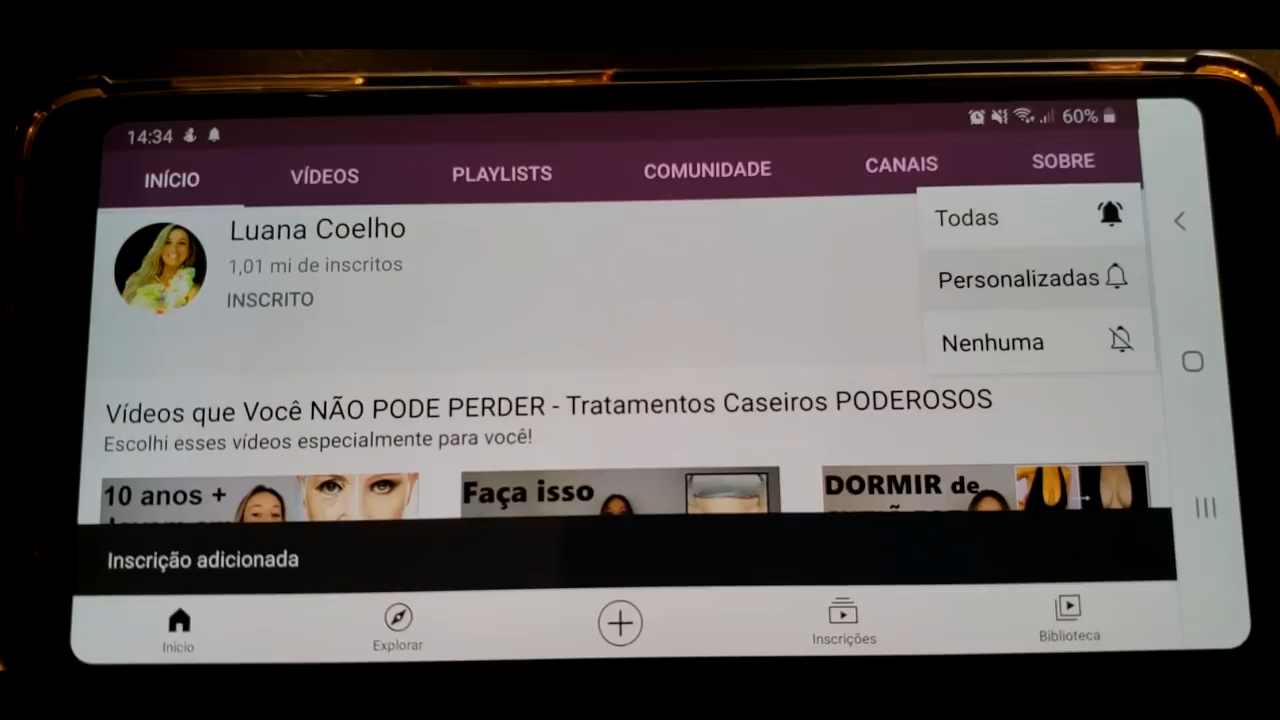 14:34
60%
INÍCIO VÍDEOS PLAYLISTS COMUNIDADE CANAIS SOBRE
Luana Coelho
1,01 mi de inscritos
INSCRITO
Todas
Personalizadas
Nenhuma
Vídeos que Você NÃO PODE PERDER - Tratamentos Caseiros PODEROSOS
Escolhi esses vídeos especialmente para você!
10 anos +
Faça isso
DORMIR de
Inscrição adicionada
Início Explorar Inscrições Biblioteca